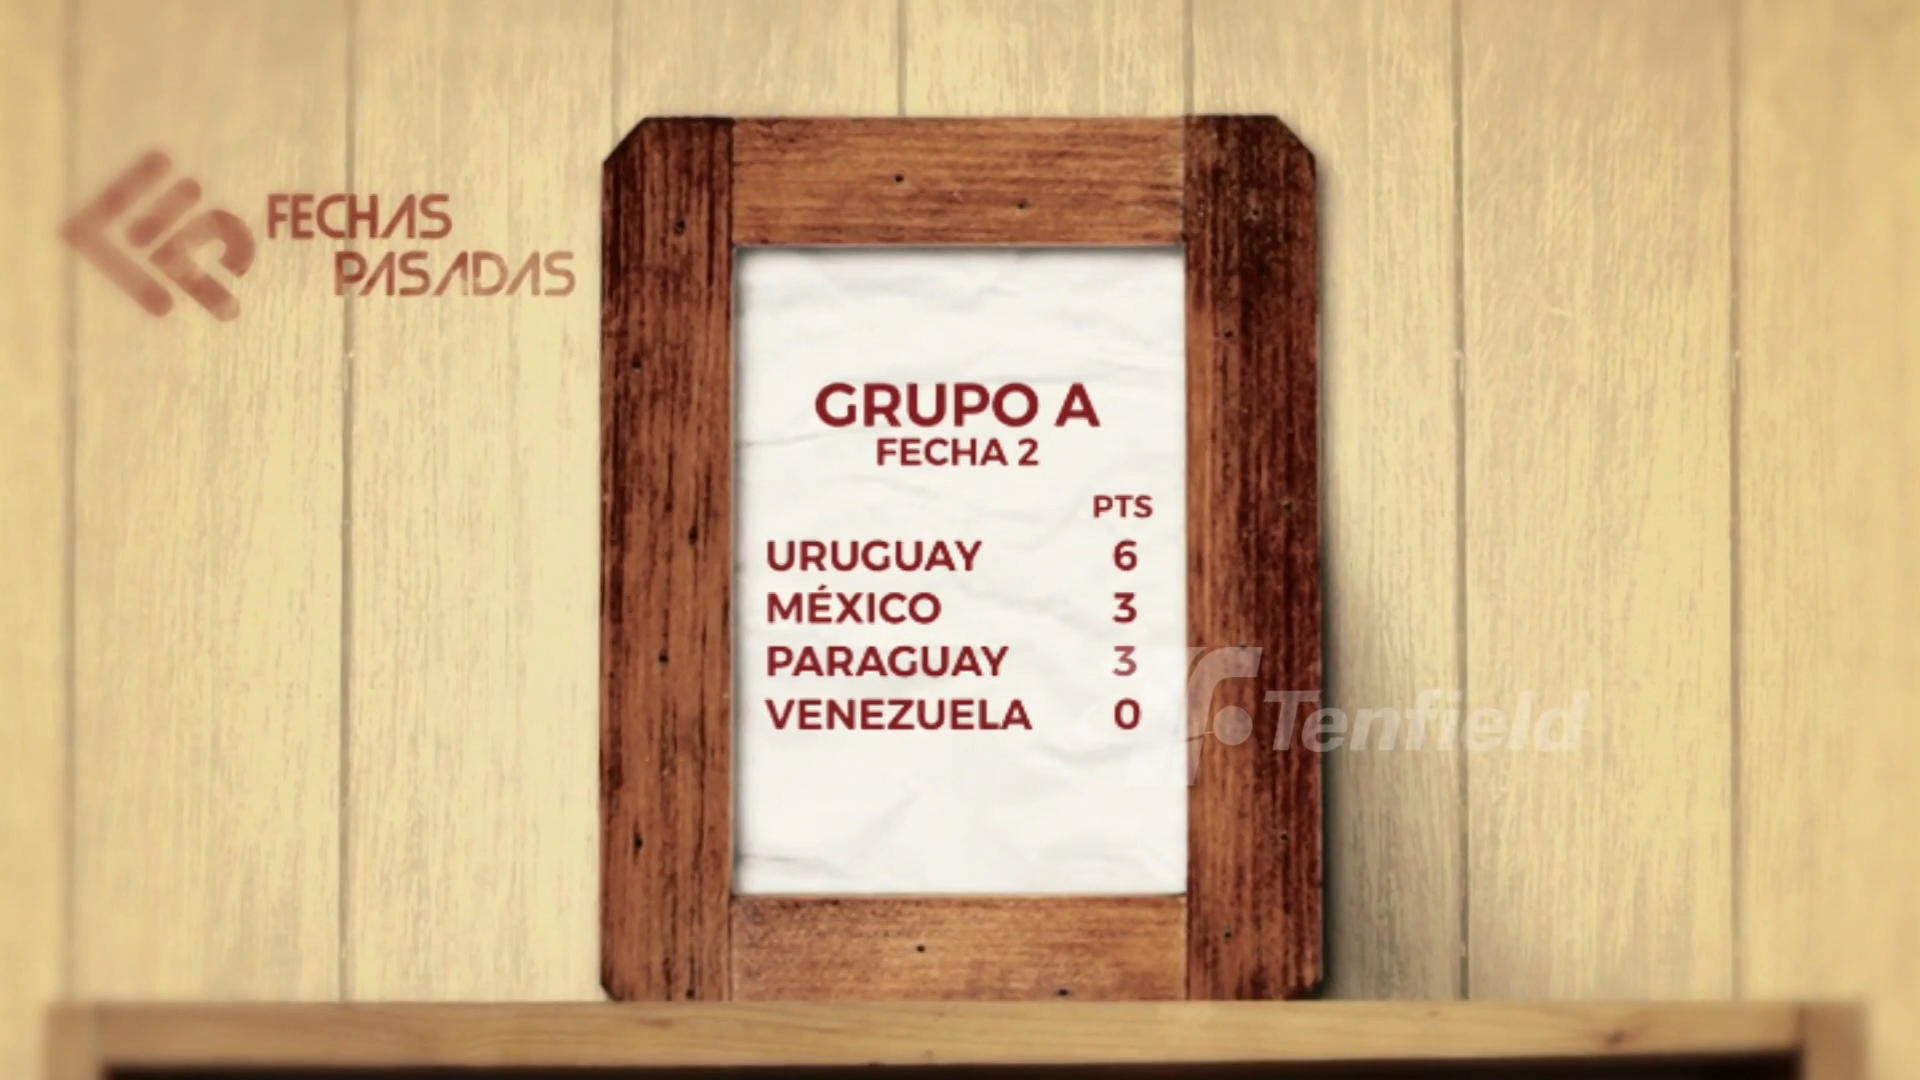 FECHAS
PASADAS
GRUPO A
FECHA 2
PTS
URUGUAY 6
MÉXICO 3
PARAGUAY 3
VENEZUELA 0
Tenfield